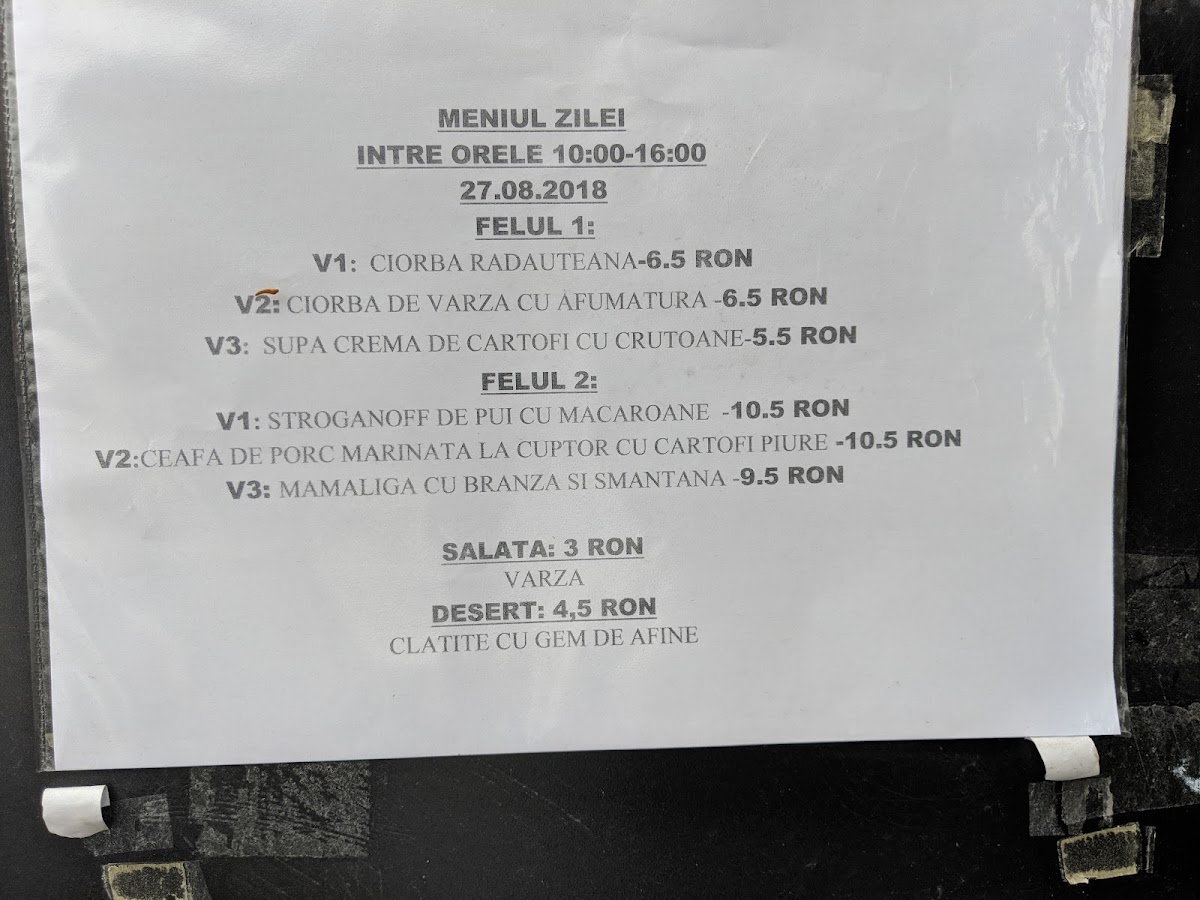 MENIUL ZILEI
INTRE ORELE 10:00-16:00
27.08.2018
FELUL 1:
V1: CIORBA RADAUTEANA-6.5 RON
V2: CIORBA DE VARZA CU AFUMATURA -6.5 RON
V3: SUPA CREMA DE CARTOFI CU CRUTOANE-5.5 RON
FELUL 2:
V1: STROGANOFF DE PUI CU MACAROANE -10.5 RON
V2:CEAFA DE PORC MARINATA LA CUPTOR CU CARTOFI PIURE -10.5 RON
V3: MAMALIGA CU BRANZA SI SMANTANA -9.5 RON
SALATA: 3 RON
VARZA
DESERT: 4,5 RON
CLATITE CU GEM DE AFINE